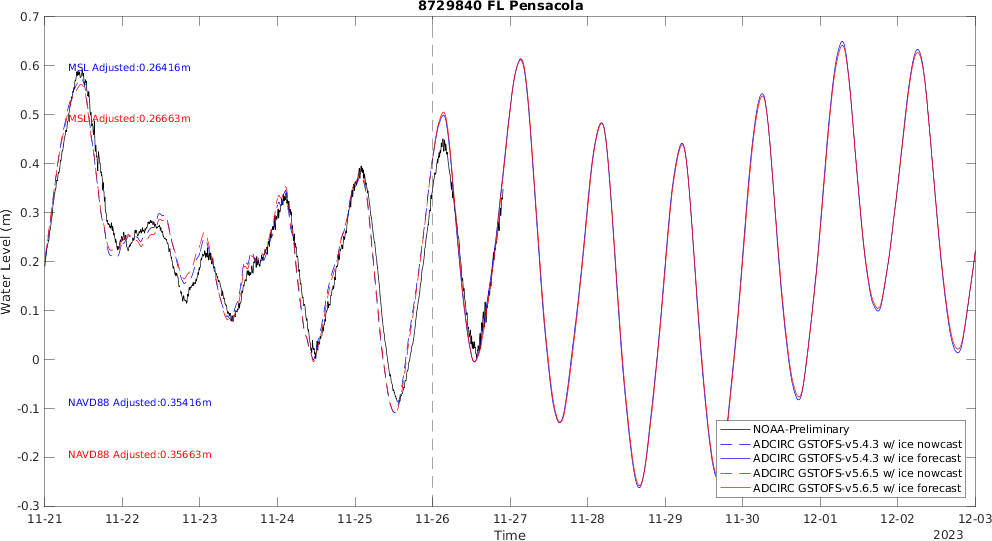 8729840 FL Pensacola
0.7
0.6
0.5
0.4
0.3
0.2
0.1
0
-0.1
-0.2
-0.3
Water Level (m)
MSL Adjusted:0.26416m
MSL Adjusted:0.26663m
NAVD88 Adjusted:0.35416m
NAVD88 Adjusted:0.35663m
NOAA-Preliminary
ADCIRC GSTOFS-v5.4.3 w/ ice nowcast
ADCIRC GSTOFS-v5.4.3 w/ ice forecast
ADCIRC GSTOFS-v5.6.5 w/ ice nowcast
ADCIRC GSTOFS-v5.6.5 w/ ice forecast
11-21 11-22 11-23 11-24 11-25 11-26 11-27 11-28 11-29 11-30 12-01 12-02 12-03
Time
2023